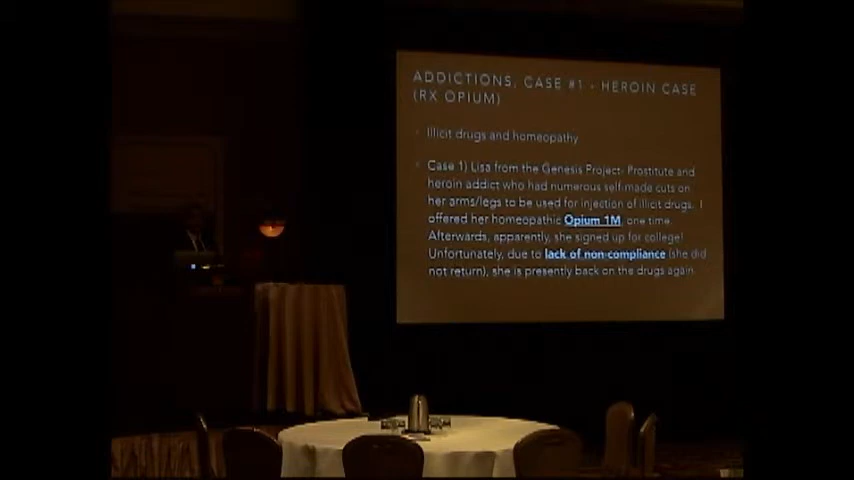 ADDICTIONS, CASE #1 - HEROIN CASE
(RX OPIUM)
Illicit drugs and homeopathy
Case 1) Lisa from the Genesis Project- Prostitute and
heroin addict who had numerous self-made cuts on
her arms/legs to be used for injection of illicit drugs. I
offered her homeopathic Opium 1M, one time.
Afterwards, apparently, she signed up for college!
Unfortunately, due to lack of non-compliance (she did
not return), she is presently back on the drugs again.